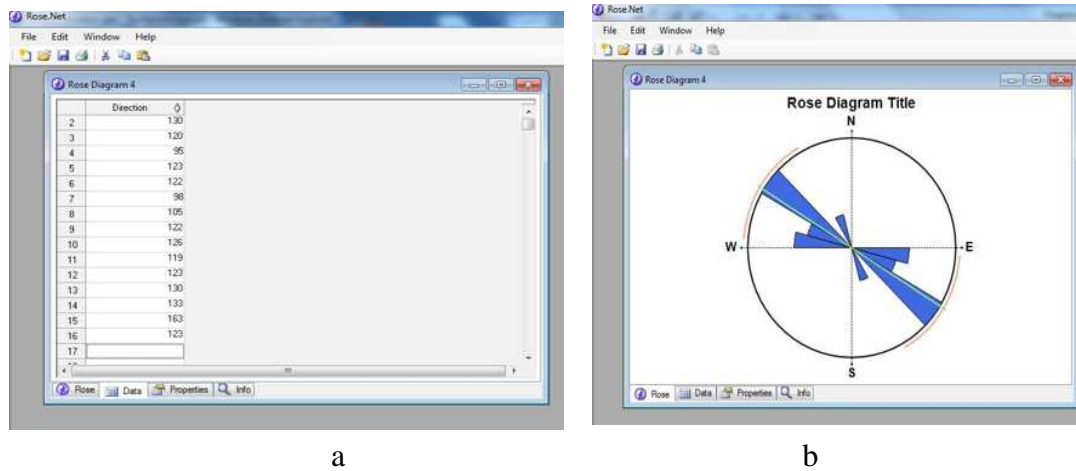 Rose.Net
File Edit Window Help
Rose Diagram 4
Direction
2 130
3 120
4 95
5 123
6 122
7 98
8 105
9 122
10 126
11 119
12 123
13 130
14 133
15 163
16 123
17
Rose Data Properties Info
a
Rose.Net
File Edit Window Help
Rose Diagram 4
Rose Diagram Title
N
W E
S
Rose Data Properties Info
b